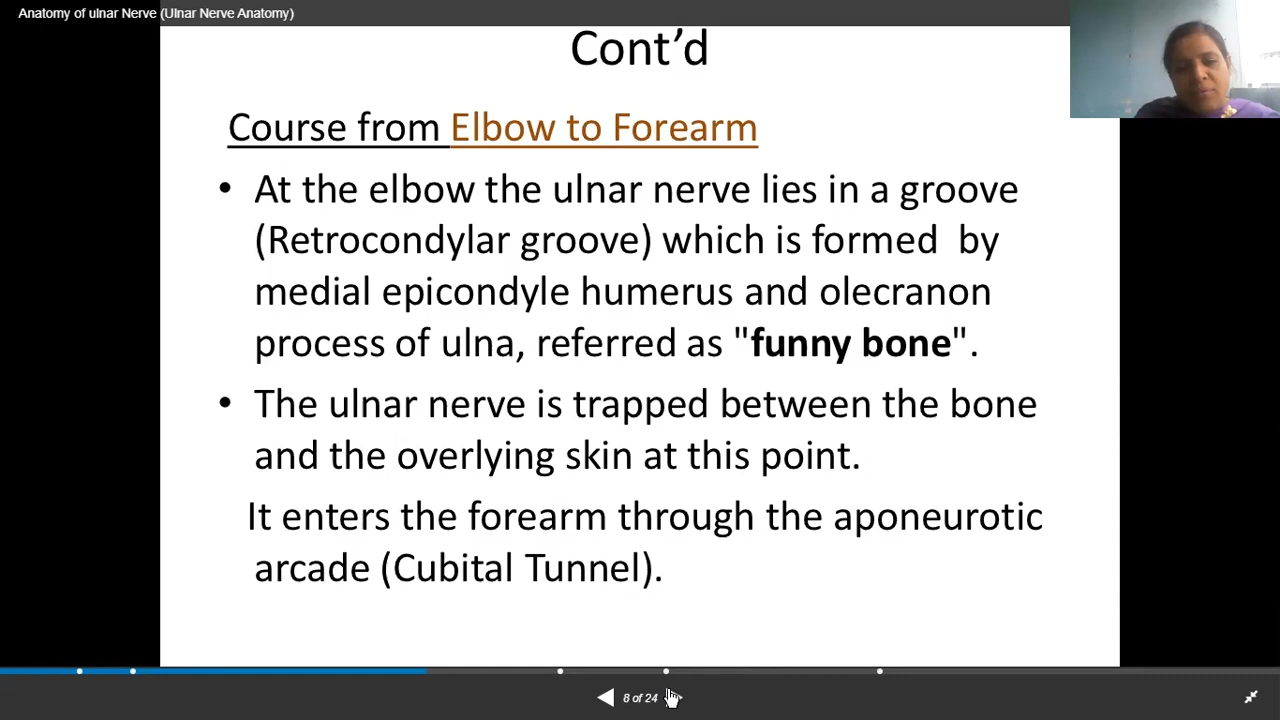 Anatomy of ulnar Nerve (Ulnar Nerve Anatomy)
Cont’d
Course from Elbow to Forearm
• At the elbow the ulnar nerve lies in a groove
(Retrocondylar groove) which is formed  by
medial epicondyle humerus and olecranon
process of ulna, referred as "funny bone".
• The ulnar nerve is trapped between the bone
and the overlying skin at this point.
It enters the forearm through the aponeurotic
arcade (Cubital Tunnel).
8 of 24